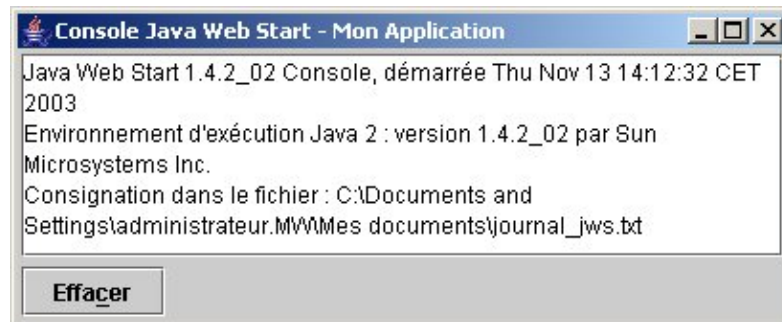 Console Java Web Start - Mon Application
Java Web Start 1.4.2_02 Console, démarrée Thu Nov 13 14:12:32 CET
2003
Environnement d'exécution Java 2 : version 1.4.2_02 par Sun
Microsystems Inc.
Consignation dans le fichier : C:\Documents and
Settings\administrateur.MW\Mes documents\journal_jws.txt
Effacer